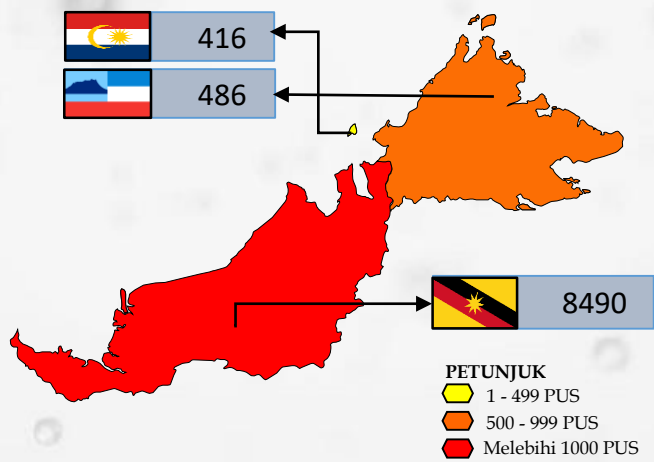 416
486
8490
PETUNJUK
1 - 499 PUS
500 - 999 PUS
Melebihi 1000 PUS